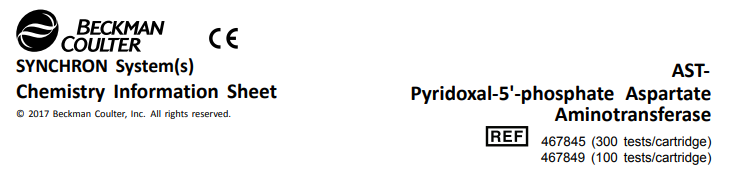 BECKMAN
COULTER
CE
SYNCHRON System(s)
Chemistry Information Sheet
© 2017 Beckman Coulter, Inc. All rights reserved.
AST-
Pyridoxal-5'-phosphate Aspartate
Aminotransferase
REF 467845 (300 tests/cartridge)
467849 (100 tests/cartridge)